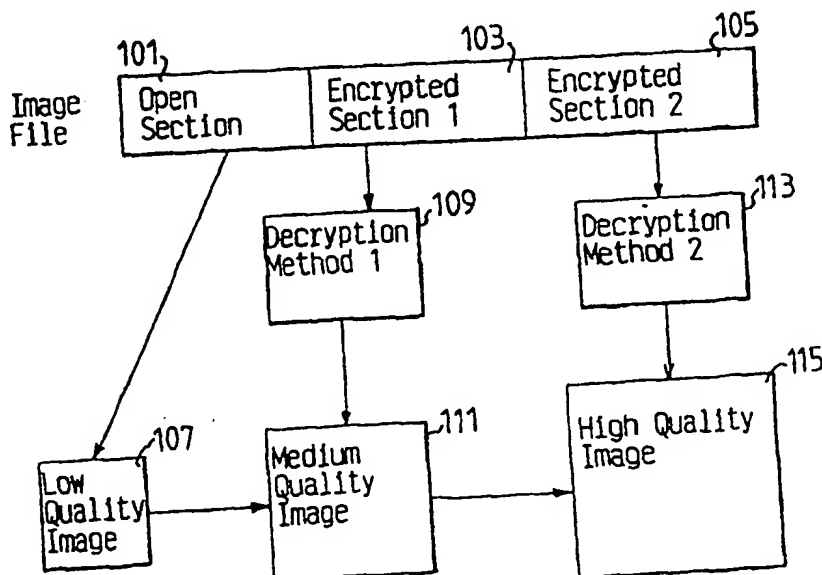 101
103
105
Image
File
Open
Section
Encrypted
Section 1
Encrypted
Section 2
109
Decryption
Method 1
113
Decryption
Method 2
107
Low
Quality
Image
111
Medium
Quality
Image
115
High Quality
Image